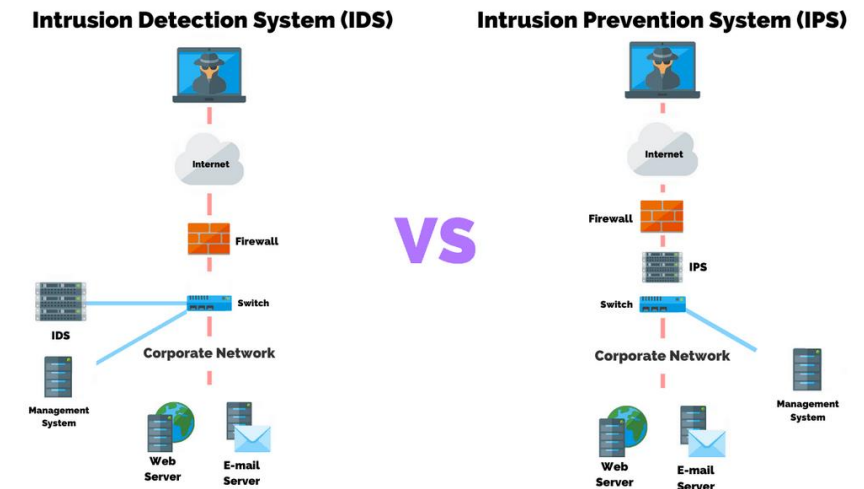 Intrusion Detection System (IDS)
Internet
Firewall
Switch
IDS
Corporate Network
Management
System
Web
Server
E-mail
Server
VS
Intrusion Prevention System (IPS)
Internet
Firewall
IPS
Switch
Corporate Network
Management
System
Web
Server
E-mail
Server